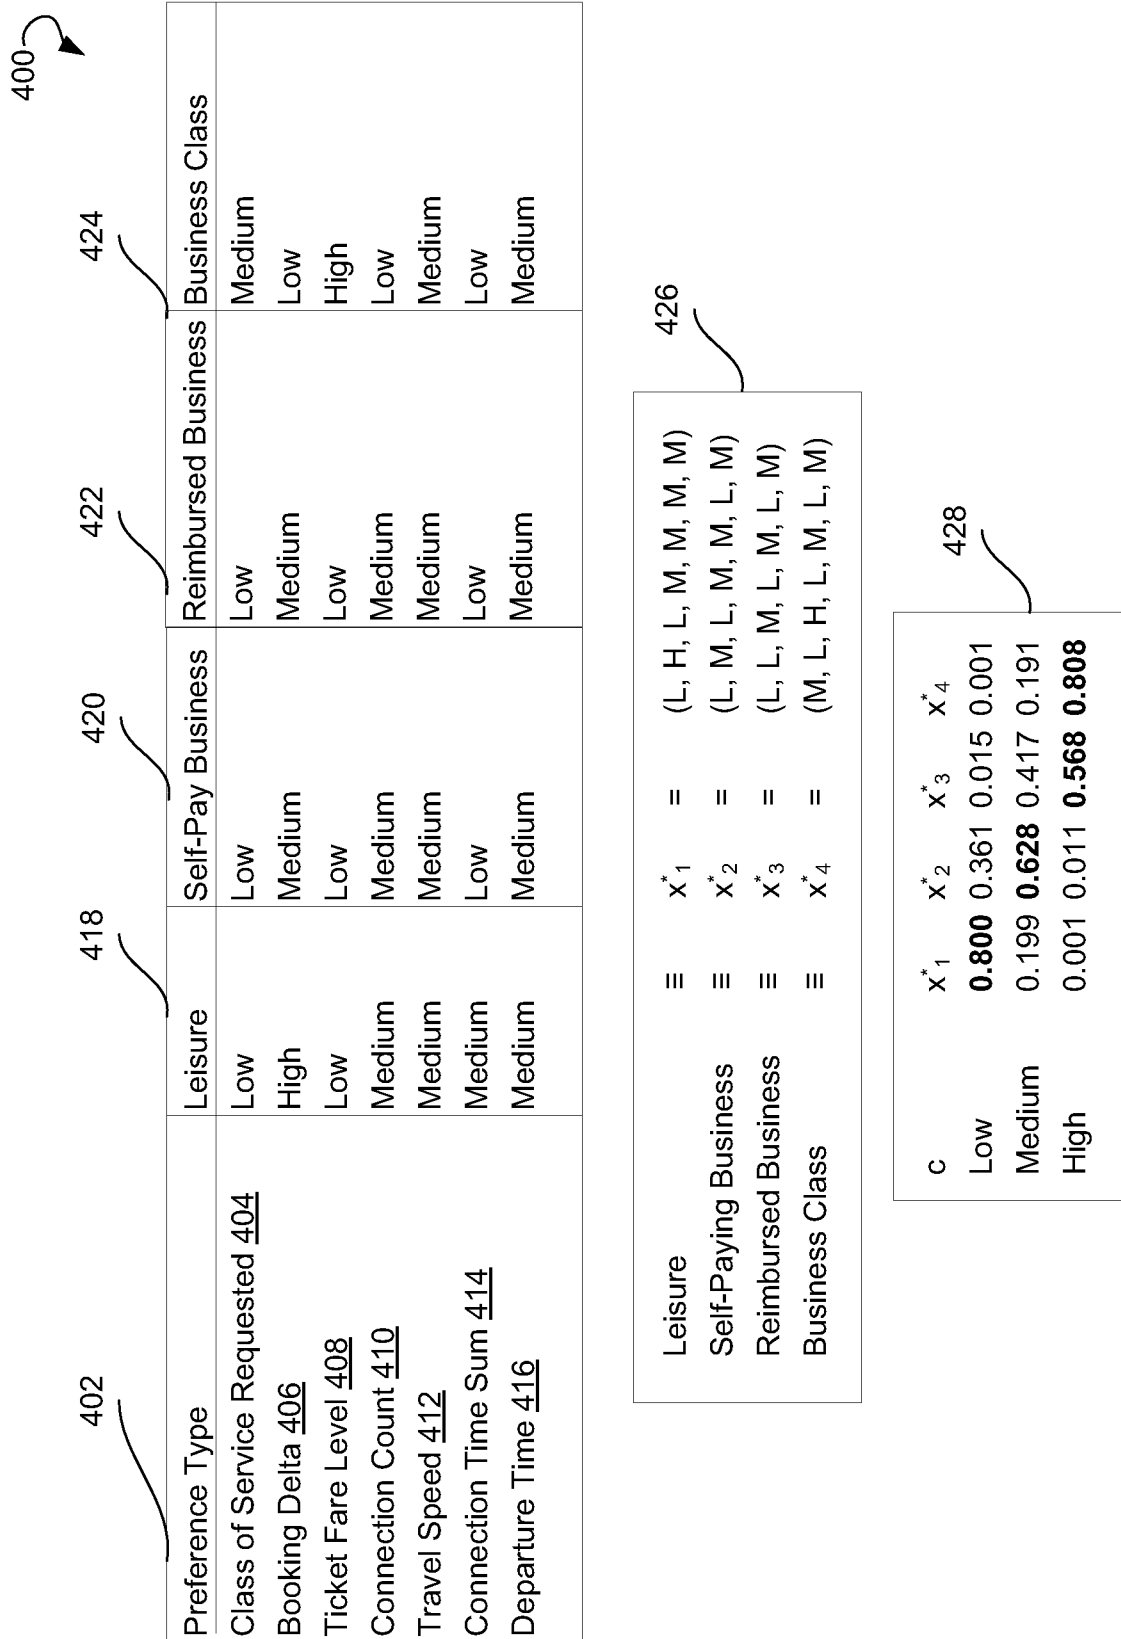 400
402 418 420 422 424
Preference Type Leisure Self-Pay Business Reimbursed Business Business Class
Class of Service Requested 404 Low Low Low Medium
Booking Delta 406 High Medium Medium Low
Ticket Fare Level 408 Low Low Low High
Connection Count 410 Medium Medium Medium Low
Travel Speed 412 Medium Medium Medium Medium
Connection Time Sum 414 Medium Low Low Low
Departure Time 416 Medium Medium Medium Medium
426
Leisure ≡ x*1 = (L, H, L, M, M, M, M)
Self-Paying Business ≡ x*2 = (L, M, L, M, M, L, M)
Reimbursed Business ≡ x*3 = (L, L, M, L, M, L, M)
Business Class ≡ x*4 = (M, L, H, L, M, L, M)
428
c x*1 x*2 x*3 x*4
Low 0.800 0.361 0.015 0.001
Medium 0.199 0.628 0.417 0.191
High 0.001 0.011 0.568 0.808